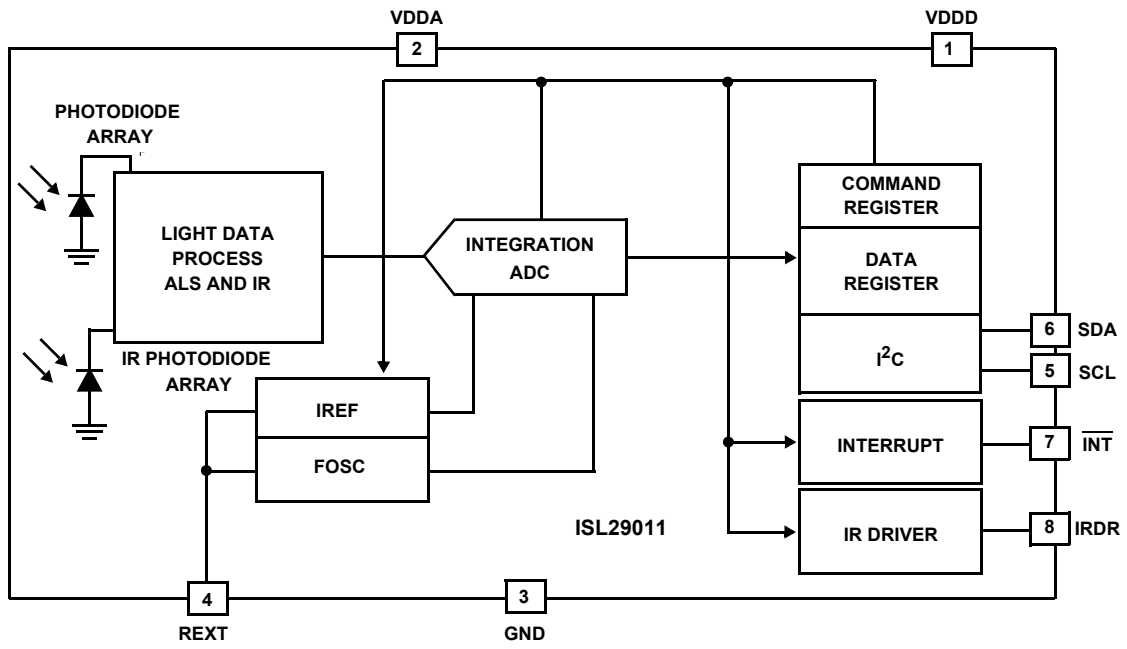 VDDA
VDDD
2
1
PHOTODIODE
ARRAY
COMMAND
REGISTER
LIGHT DATA
PROCESS
ALS AND IR
INTEGRATION
ADC
DATA
REGISTER
I²C
6
SDA
5
SCL
IR PHOTODIODE
ARRAY
IREF
FOSC
INTERRUPT
7
INT
ISL29011
IR DRIVER
8
IRDR
4
REXT
3
GND